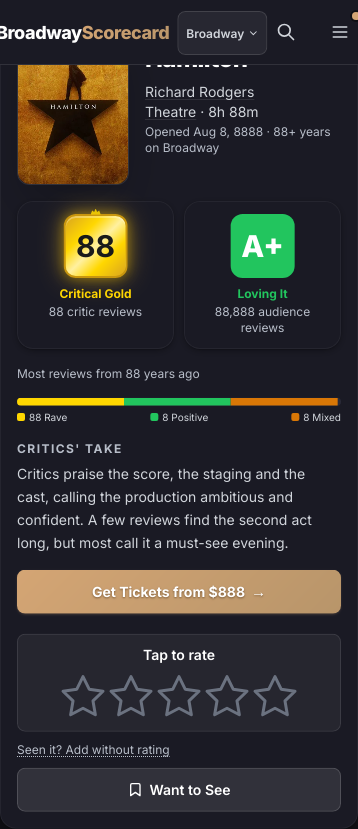 BroadwayScorecard
Broadway
Hamilton
HAMILTON
Richard Rodgers
Theatre · 8h 88m
Opened Aug 8, 8888 · 88+ years
on Broadway
88
Critical Gold
88 critic reviews
A+
Loving It
88,888 audience
reviews
Most reviews from 88 years ago
88 Rave
8 Positive
8 Mixed
CRITICS' TAKE
Critics praise the score, the staging and the
cast, calling the production ambitious and
confident. A few reviews find the second act
long, but most call it a must-see evening.
Get Tickets from $888 →
Tap to rate
Seen it? Add without rating
Want to See